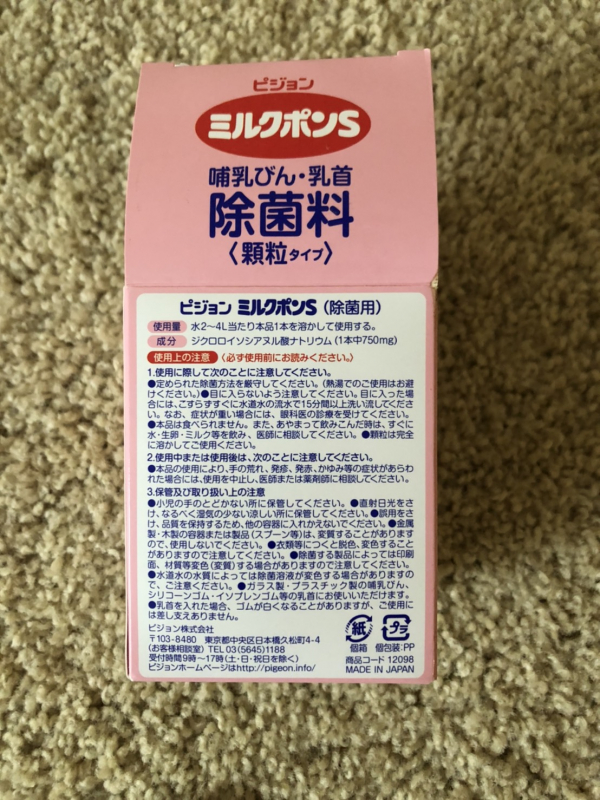 ピジョン
ミルクポンS
哺乳びん・乳首
除菌料
〈顆粒タイプ〉
ピジョン ミルクポンS（除菌用）
使用量 水2〜4L当たり本品1本を溶かして使用する。
成分 ジクロロイソシアヌル酸ナトリウム（1本中750mg）
使用上の注意 〈必ず使用前にお読みください。〉
1.使用に際して次のことに注意してください。
●定められた除菌方法を厳守してください。（熱湯でのご使用はお避
けください。）●目に入らないよう注意してください。目に入った場
合には、こすらずすぐに水道水の流水で15分間以上洗い流してくださ
い。なお、症状が重い場合には、眼科医の診療を受けてください。
●本品は食べられません。また、あやまって飲みこんだ時は、すぐに
水・生卵・ミルク等を飲み、医師に相談してください。●顆粒は完全
に溶かしてご使用ください。
2.使用中または使用後は、次のことに注意してください。
●本品の使用により、手の荒れ、発疹、発赤、かゆみ等の症状があらわ
れた場合には、使用を中止し、医師または薬剤師に相談してください。
3.保管及び取り扱い上の注意
●小児の手のとどかない所に保管してください。●直射日光をさ
け、なるべく湿気の少ない涼しい所に保管してください。●誤用をさ
け、品質を保持するため、他の容器に入れかえないでください。●金属
製・木製の容器または製品（スプーン等）は、変質することがあります
ので、使用しないでください。●衣類等につくと脱色、変色すること
がありますので注意してください。●除菌する製品によっては印刷
面、材質等変色（変質）する場合がありますので注意してください。
●水道水の水質によっては除菌溶液が変色する場合がありますの
で、ご注意ください。●ガラス製・プラスチック製の哺乳びん、
シリコーンゴム・イソプレンゴム等の乳首にお使いいただけます。
●乳首を入れた場合、ゴムが白くなることがありますが、ご使用に
は差し支えありません。
ピジョン株式会社
〒103-8480 東京都中央区日本橋久松町4-4
（お客様相談室）TEL 03(5645)1188
受付時間9時〜17時（土・日・祝日を除く）
ピジョンホームページはhttp://pigeon.info/
紙 プラ
個箱 個包装:PP
商品コード 12098
MADE IN JAPAN